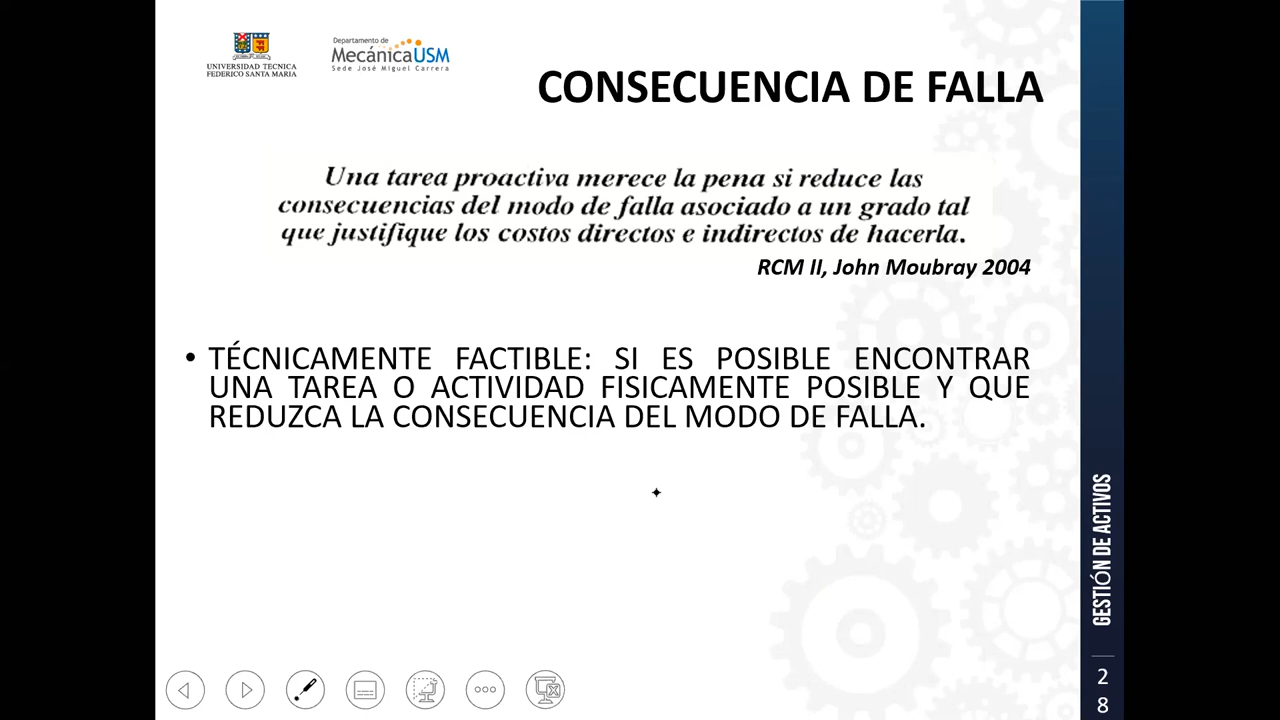 UNIVERSIDAD TECNICA
FEDERICO SANTA MARIA
Departamento de
MecánicaUSM
Sede José Miguel Carrera
CONSECUENCIA DE FALLA
Una tarea proactiva merece la pena si reduce las
consecuencias del modo de falla asociado a un grado tal
que justifique los costos directos e indirectos de hacerla.
RCM II, John Moubray 2004
• TÉCNICAMENTE FACTIBLE: SI ES POSIBLE ENCONTRAR
UNA TAREA O ACTIVIDAD FISICAMENTE POSIBLE Y QUE
REDUZCA LA CONSECUENCIA DEL MODO DE FALLA.
GESTIÓN DE ACTIVOS
2
8